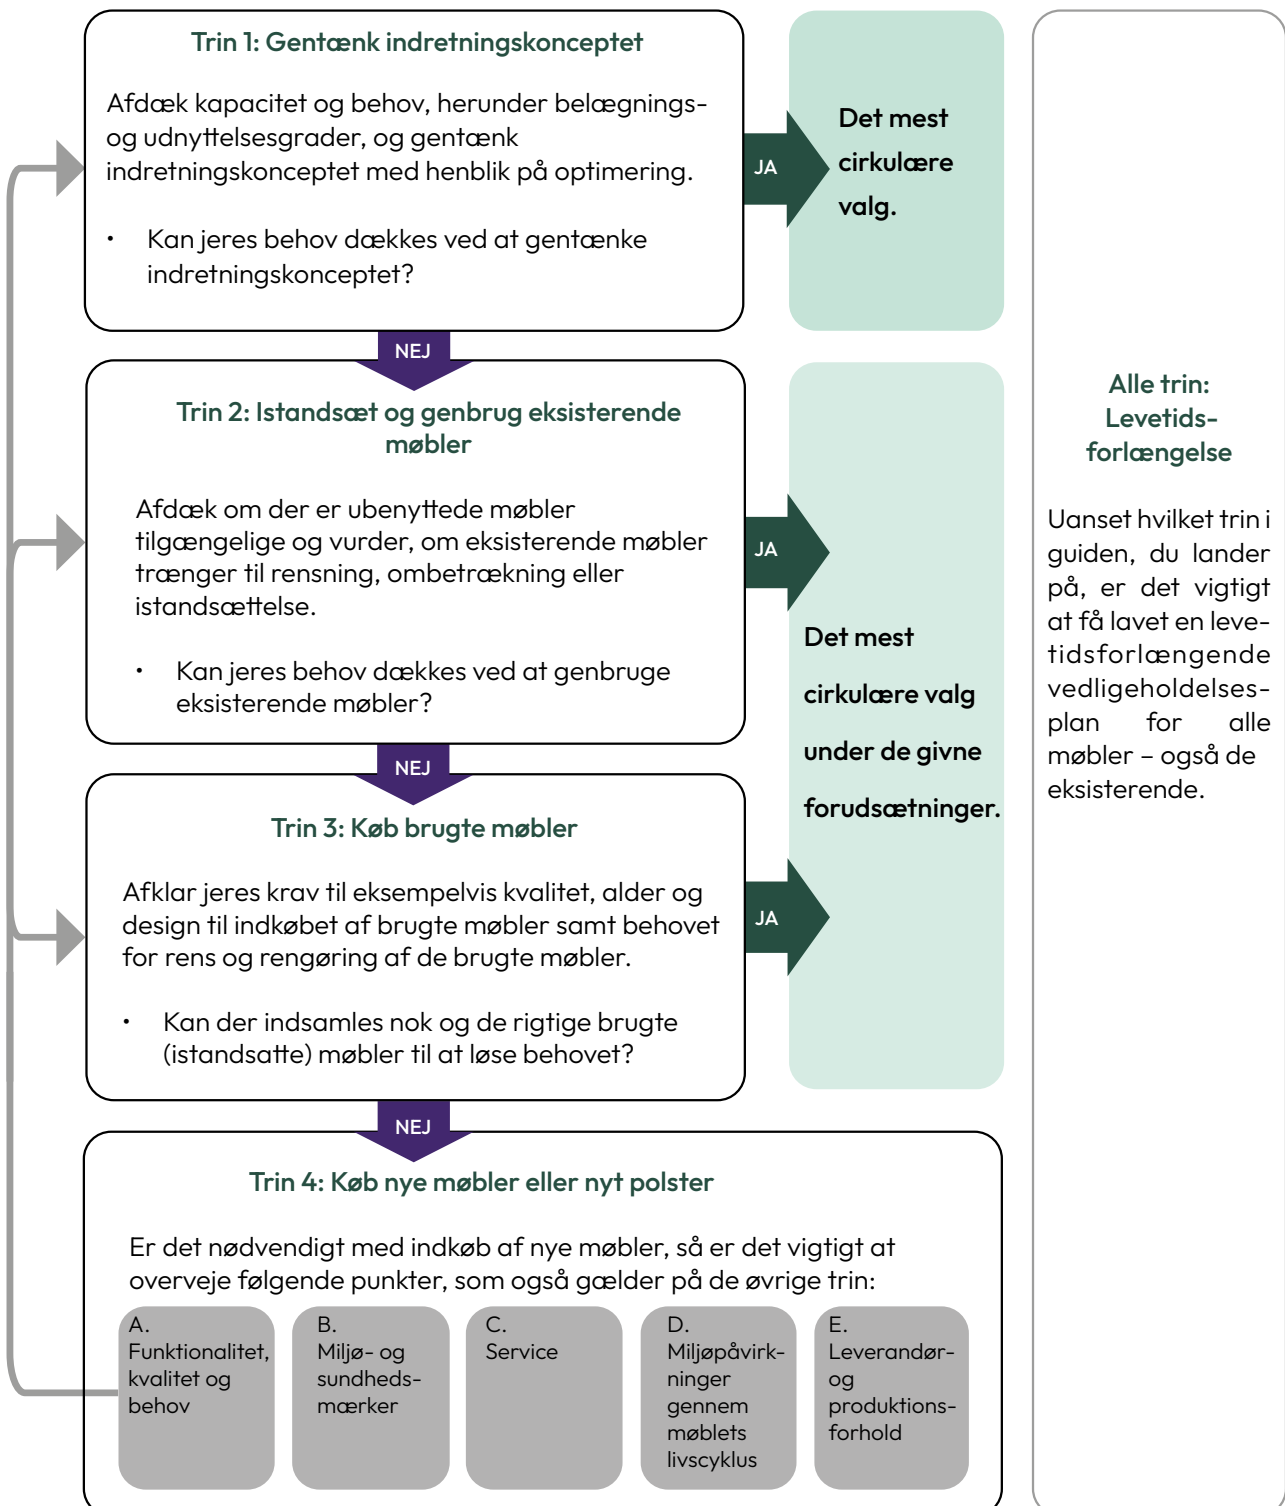 Trin 1: Gentænk indretningskonceptet
Afdæk kapacitet og behov, herunder belægnings-
og udnyttelsesgrader, og gentænk
indretningskonceptet med henblik på optimering.
• Kan jeres behov dækkes ved at gentænke
indretningskonceptet?
JA
Det mest
cirkulære
valg.
NEJ
Trin 2: Istandsæt og genbrug eksisterende
møbler
Afdæk om der er ubenyttede møbler
tilgængelige og vurder, om eksisterende møbler
trænger til rensning, ombetrækning eller
istandsættelse.
• Kan jeres behov dækkes ved at genbruge
eksisterende møbler?
JA
NEJ
Det mest
cirkulære valg
under de givne
forudsætninger.
Trin 3: Køb brugte møbler
Afklar jeres krav til eksempelvis kvalitet, alder og
design til indkøbet af brugte møbler samt behovet
for rens og rengøring af de brugte møbler.
• Kan der indsamles nok og de rigtige brugte
(istandsatte) møbler til at løse behovet?
JA
NEJ
Trin 4: Køb nye møbler eller nyt polster
Er det nødvendigt med indkøb af nye møbler, så er det vigtigt at
overveje følgende punkter, som også gælder på de øvrige trin:
A.
Funktionalitet,
kvalitet og
behov
B.
Miljø- og
sundheds-
mærker
C.
Service
D.
Miljøpåvirk-
ninger
gennem
møblets
livscyklus
E.
Leverandør-
og
produktions-
forhold
Alle trin:
Levetids-
forlængelse
Uanset hvilket trin i
guiden, du lander
på, er det vigtigt
at få lavet en leve-
tidsforlængende
vedligeholdelses-
plan for alle
møbler – også de
eksisterende.